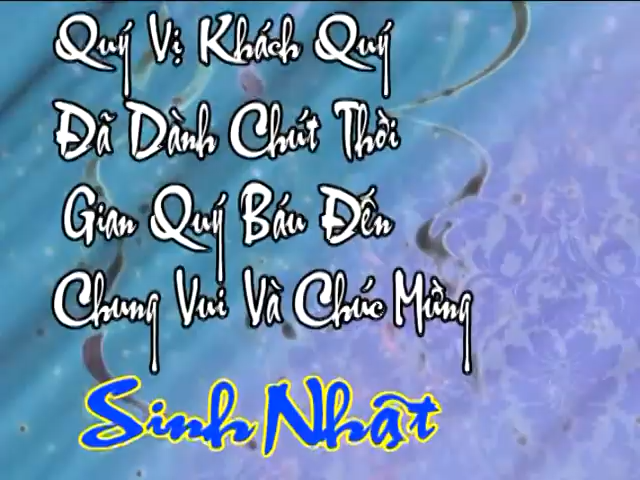 Quý Vị Khách Quý
Đã Dành Chút Thời
Gian Quý Báu Đến
Chung Vui Và Chúc Mừng
Sinh Nhật